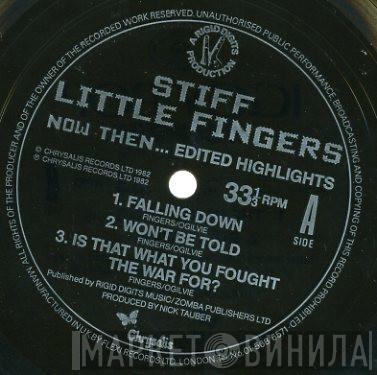 ALL RIGHTS OF THE PRODUCER AND OF THE OWNER OF THE RECORDED WORK RESERVED. UNAUTHORISED PUBLIC PERFORMANCE, BROADCASTING AND COPYING OF THIS RECORD PROHIBITED.
A RIGID DIGITS
PRODUCTION
STIFF
LITTLE FINGERS
NOW THEN... EDITED HIGHLIGHTS
© CHRYSALIS RECORDS LTD 1982
℗ CHRYSALIS RECORDS LTD 1982
33⅓ RPM
A
SIDE
1. FALLING DOWN
FINGERS/OGILVIE
2. WON'T BE TOLD
FINGERS/OGILVIE
3. IS THAT WHAT YOU FOUGHT
THE WAR FOR?
FINGERS/OGILVIE
Published by RIGID DIGITS MUSIC/ ZOMBA PUBLISHERS LTD
PRODUCED BY NICK TAUBER
Chrysalis
MANUFACTURED IN UK BY FLEXI RECORDS LTD. LONDON
МАРКЕТ ВИНИЛА